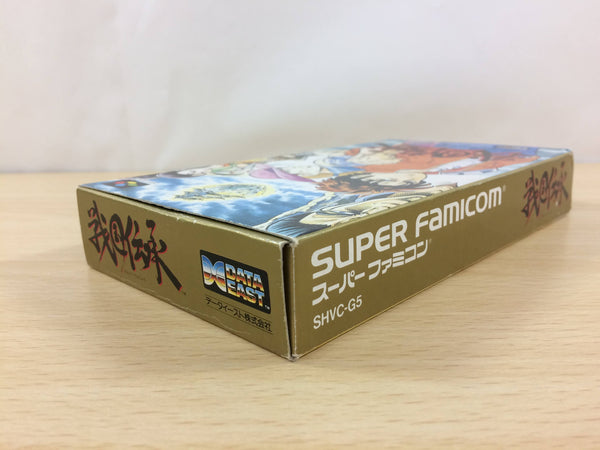 戦国伝承
DATA
EAST
データイースト株式会社
SUPER FAMICOM®
スーパーファミコン®
SHVC-G5
戦国伝承